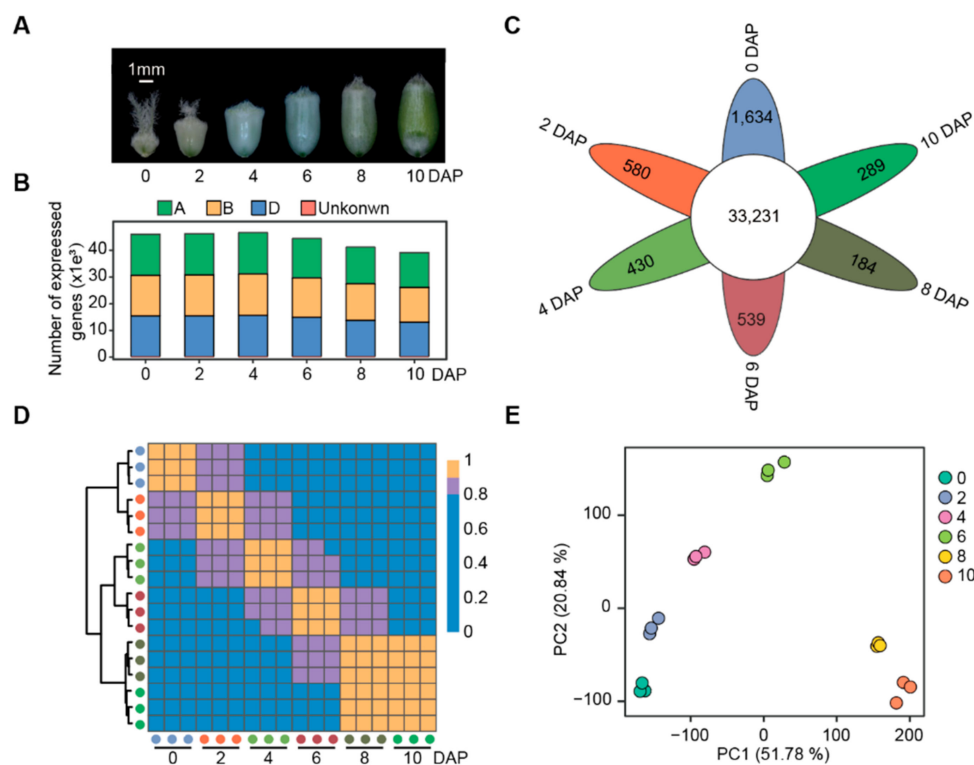 A
1mm
0 2 4 6 8 10 DAP
B
A B D Unkonwn
Number of expreessed
genes (x1e³)
40
30
20
10
0
0 2 4 6 8 10 DAP
C
0 DAP
1,634
2 DAP
580
10 DAP
289
33,231
4 DAP
430
8 DAP
184
539
6 DAP
D
1
0.8
0.6
0.4
0.2
0
0 2 4 6 8 10
DAP
E
PC2 (20.84 %)
100
0
−100
−100 0 100 200
PC1 (51.78 %)
0
2
4
6
8
10